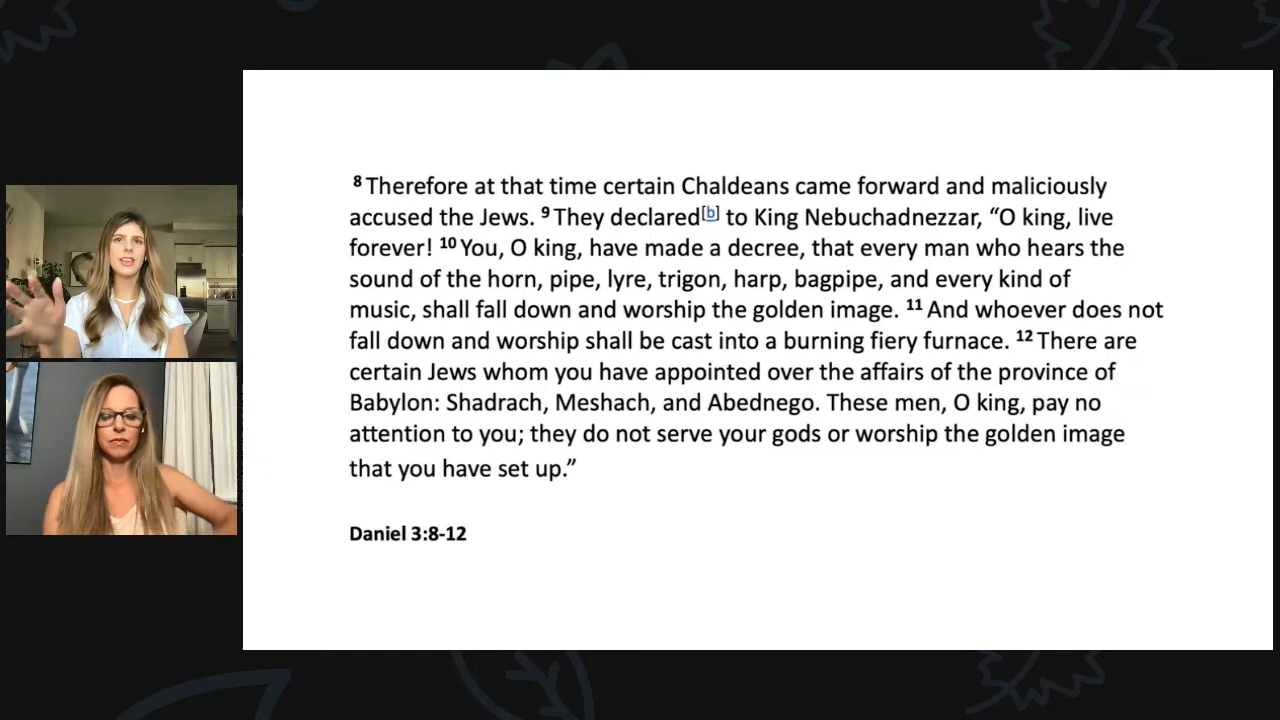 8 Therefore at that time certain Chaldeans came forward and maliciously
accused the Jews. 9 They declared[b] to King Nebuchadnezzar, “O king, live
forever! 10 You, O king, have made a decree, that every man who hears the
sound of the horn, pipe, lyre, trigon, harp, bagpipe, and every kind of
music, shall fall down and worship the golden image. 11 And whoever does not
fall down and worship shall be cast into a burning fiery furnace. 12 There are
certain Jews whom you have appointed over the affairs of the province of
Babylon: Shadrach, Meshach, and Abednego. These men, O king, pay no
attention to you; they do not serve your gods or worship the golden image
that you have set up.”
Daniel 3:8-12